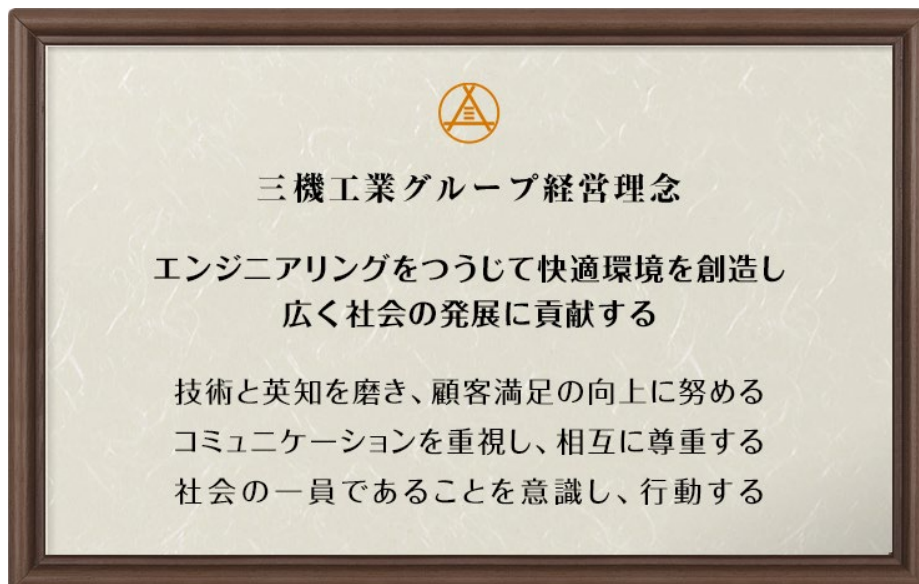 三機工業グループ経営理念
エンジニアリングをつうじて快適環境を創造し
広く社会の発展に貢献する
技術と英知を磨き、顧客満足の向上に努める
コミュニケーションを重視し、相互に尊重する
社会の一員であることを意識し、行動する